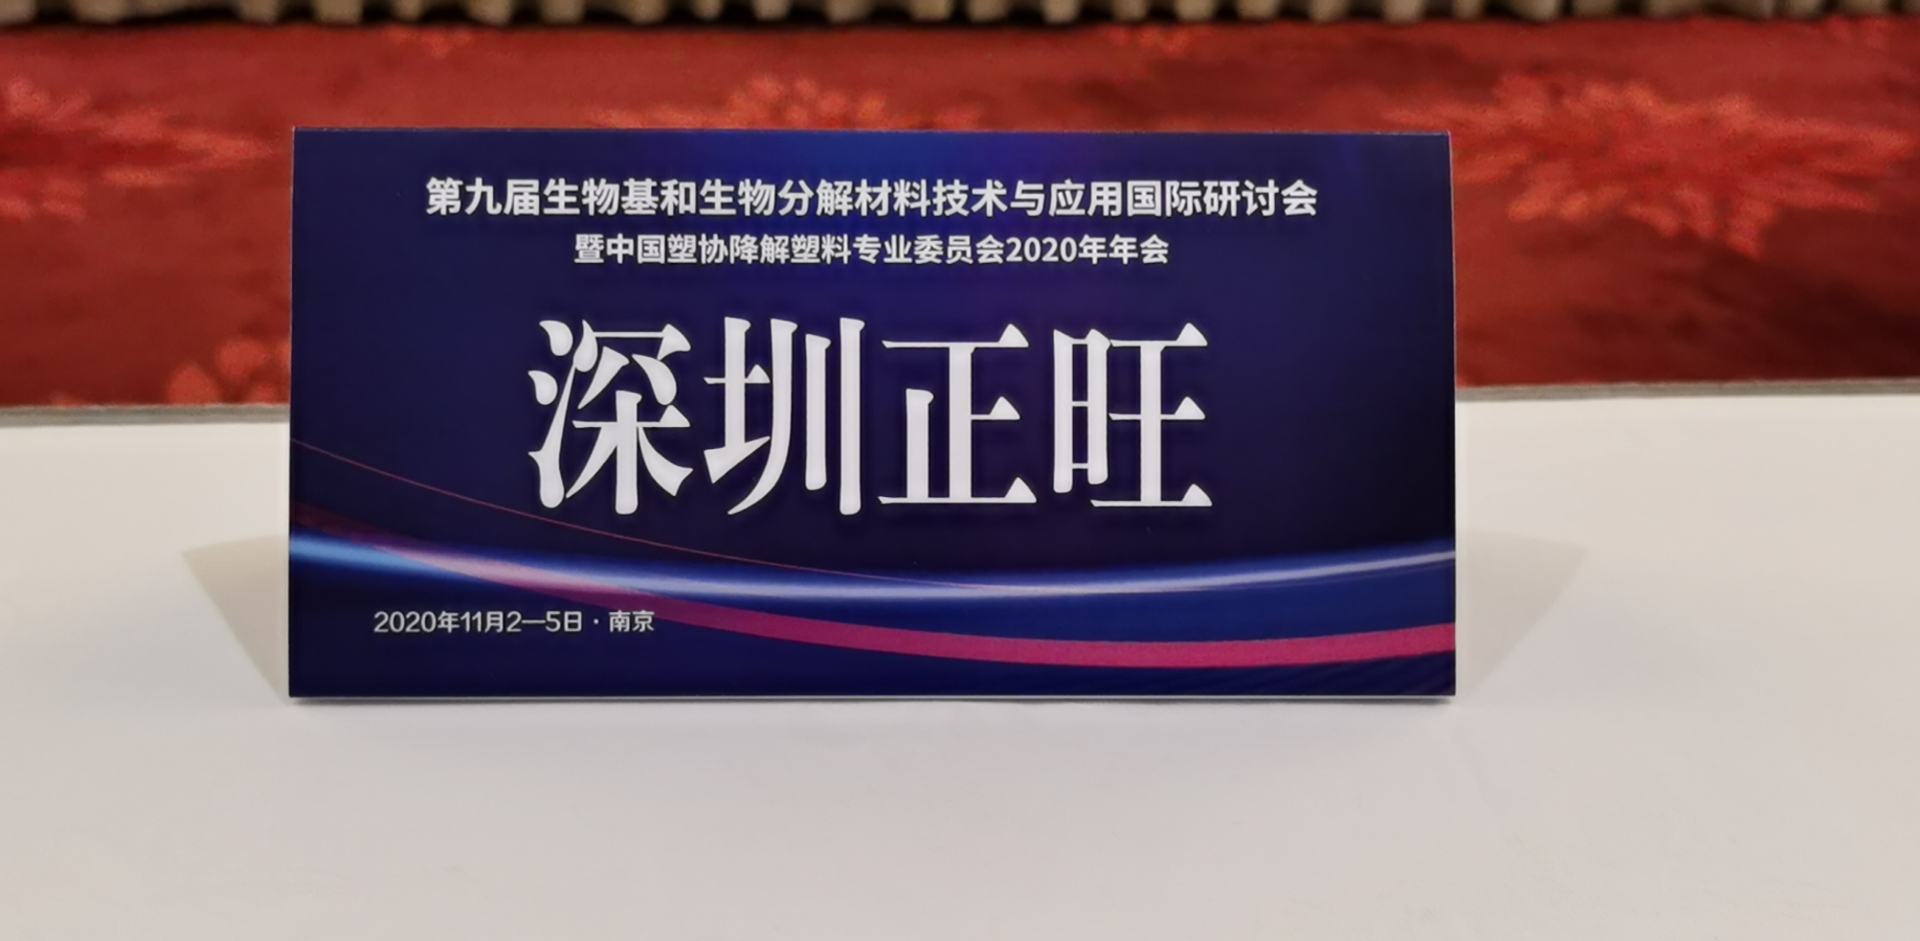 第九届生物基和生物分解材料技术与应用国际研讨会
暨中国塑协降解塑料专业委员会2020年年会
深圳正旺
2020年11月2—5日·南京